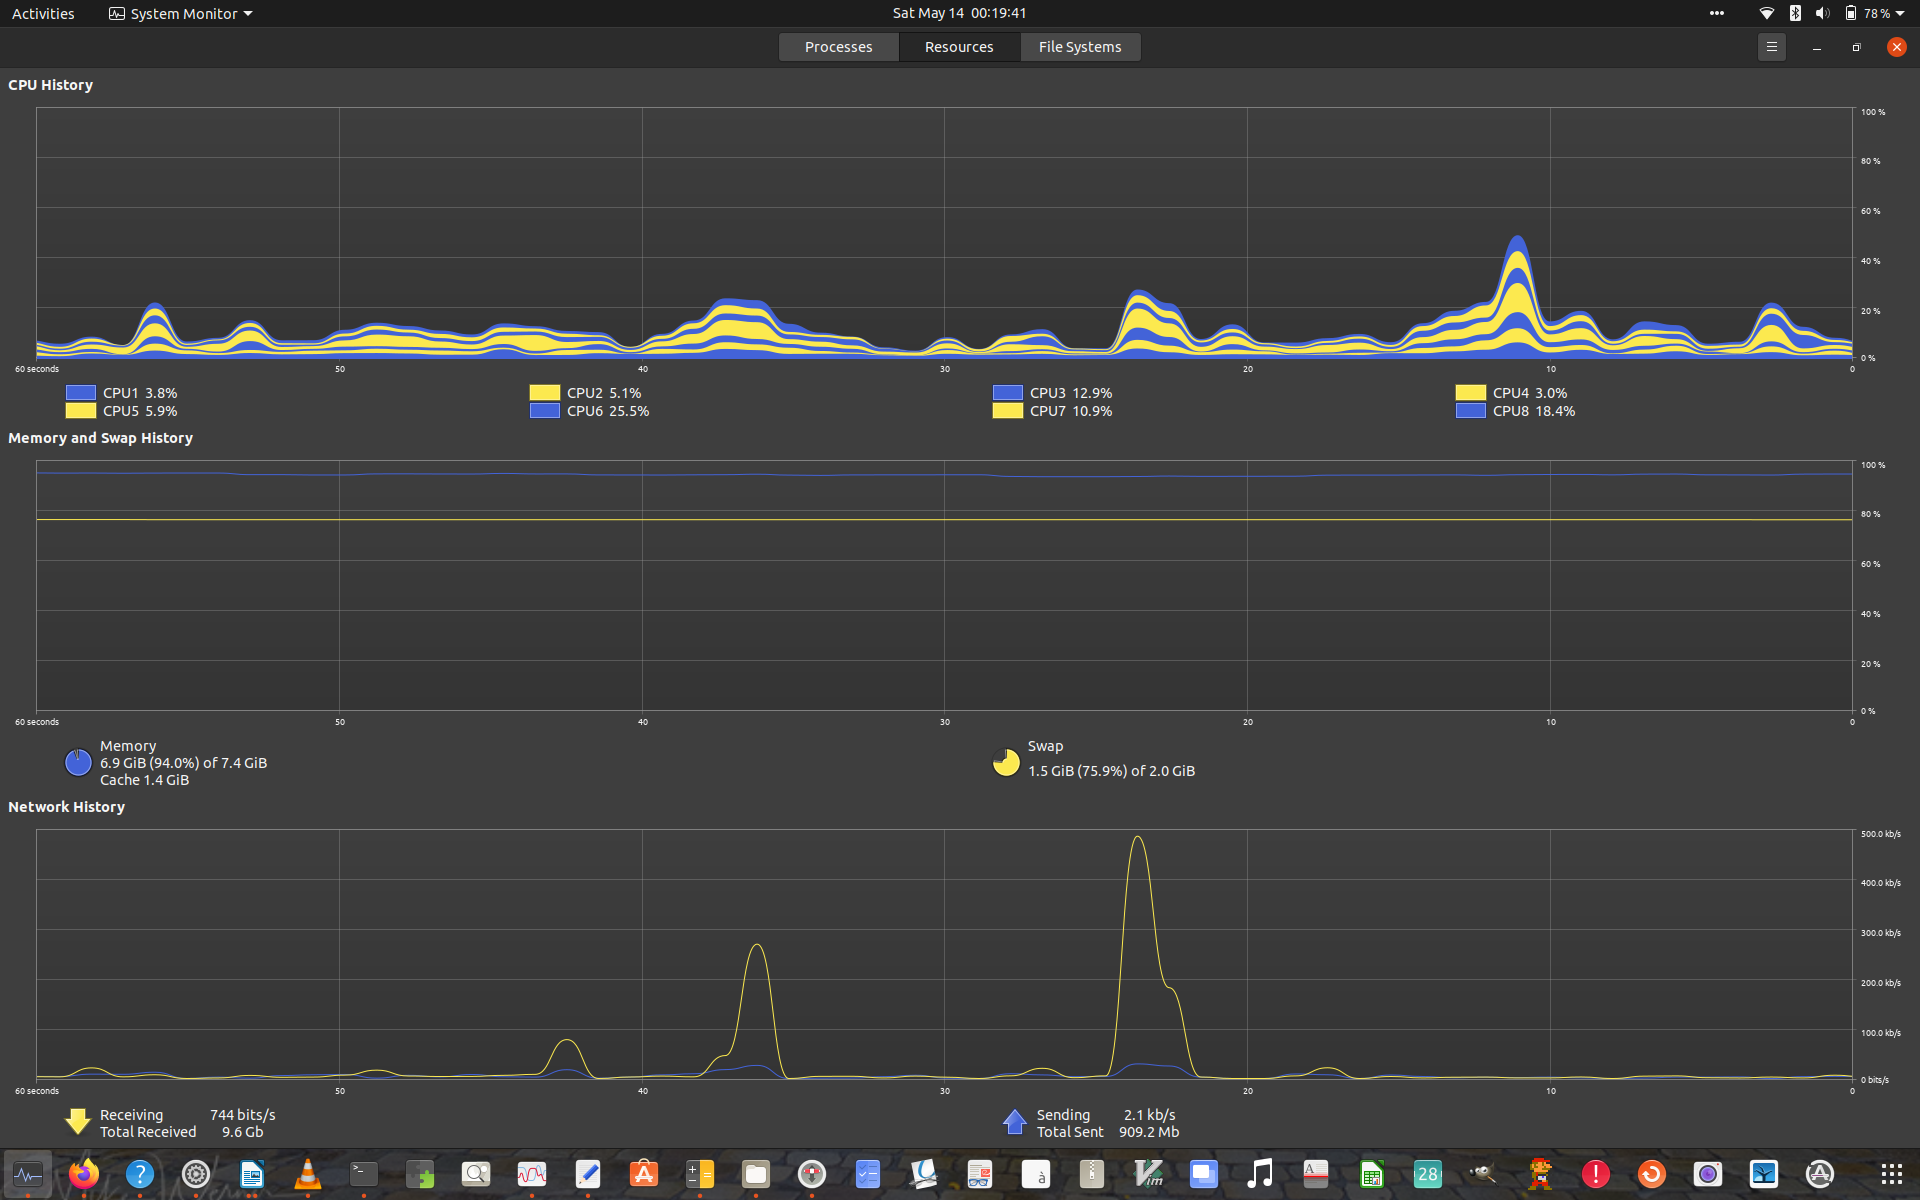 Activities System Monitor Sat May 14 00:19:41 78 %
Processes Resources File Systems
CPU History
100 %
80 %
60 %
40 %
20 %
0 %
60 seconds 50 40 30 20 10 0
CPU1 3.8% CPU2 5.1% CPU3 12.9% CPU4 3.0%
CPU5 5.9% CPU6 25.5% CPU7 10.9% CPU8 18.4%
Memory and Swap History
100 %
80 %
60 %
40 %
20 %
0 %
60 seconds 50 40 30 20 10 0
Memory
6.9 GiB (94.0%) of 7.4 GiB
Cache 1.4 GiB
Swap
1.5 GiB (75.9%) of 2.0 GiB
Network History
500.0 kb/s
400.0 kb/s
300.0 kb/s
200.0 kb/s
100.0 kb/s
0 bits/s
60 seconds 50 40 30 20 10 0
Receiving 744 bits/s
Total Received 9.6 Gb
Sending 2.1 kb/s
Total Sent 909.2 Mb
? >_ à Vim A 28 !